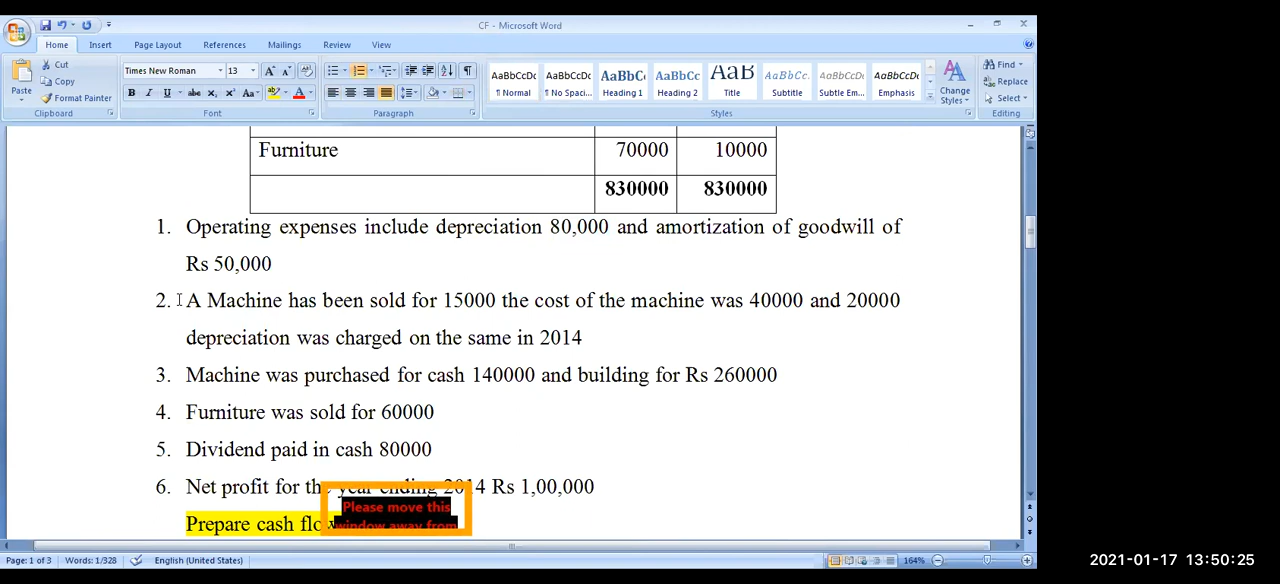 CF - Microsoft Word
Home Insert Page Layout References Mailings Review View
Paste
Cut
Copy
Format Painter
Clipboard
Times New Roman 13
Font
Paragraph
AaBbCcDc AaBbCcDc AaBbC AaBbCc AaB AaBbCc. AaBbCcDc AaBbCcDc
¶ Normal ¶ No Spaci... Heading 1 Heading 2 Title Subtitle Subtle Em... Emphasis
Change Styles
Styles
Find
Replace
Select
Editing
Furniture 70000 10000
830000 830000
1. Operating expenses include depreciation 80,000 and amortization of goodwill of
Rs 50,000
2. A Machine has been sold for 15000 the cost of the machine was 40000 and 20000
depreciation was charged on the same in 2014
3. Machine was purchased for cash 140000 and building for Rs 260000
4. Furniture was sold for 60000
5. Dividend paid in cash 80000
6. Net profit for the year ending 2014 Rs 1,00,000
Prepare cash flo
Please move this
window away from
Page: 1 of 3 Words: 1/328 English (United States) 164%
2021-01-17 13:50:25